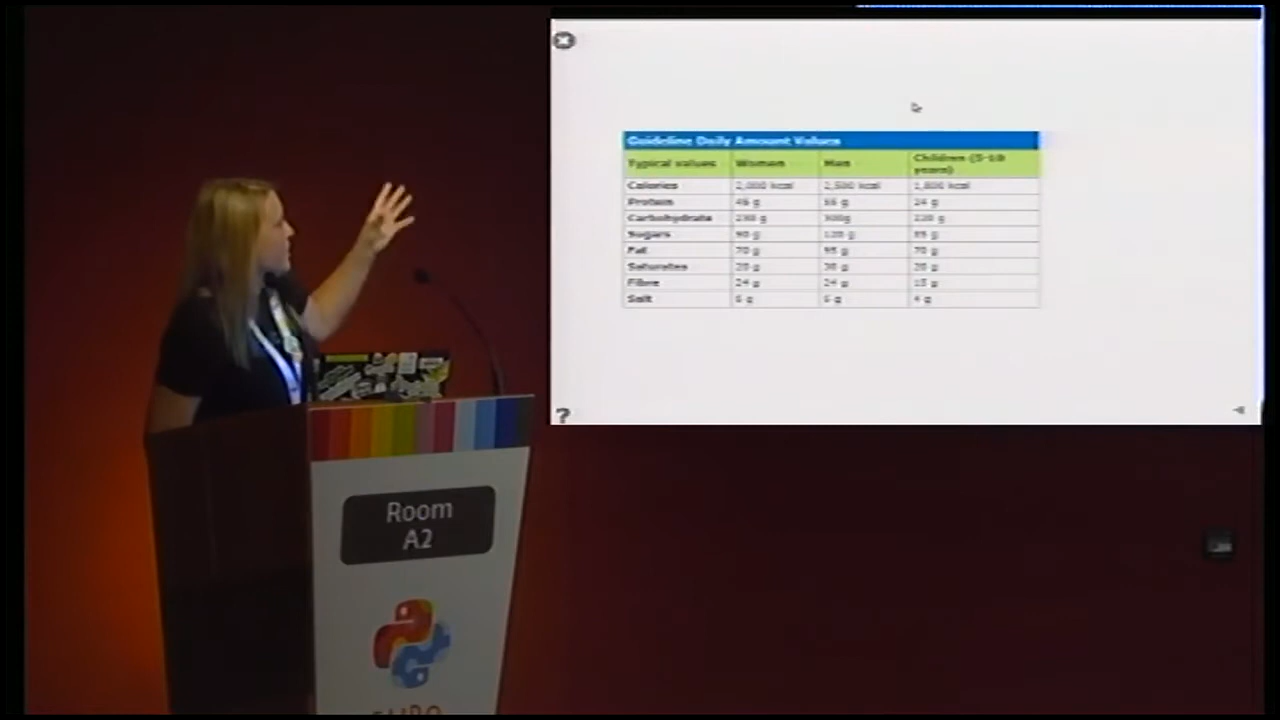 Guideline Daily Amount Values
Typical values Women Men Children (5-10 years)
Calories 2,000 kcal 2,500 kcal 1,800 kcal
Protein 45 g 55 g 24 g
Carbohydrate 230 g 300g 220 g
Sugars 90 g 120 g 85 g
Fat 70 g 95 g 70 g
Saturates 20 g 30 g 20 g
Fibre 24 g 24 g 15 g
Salt 6 g 6 g 4 g
?
Room
A2
EURO